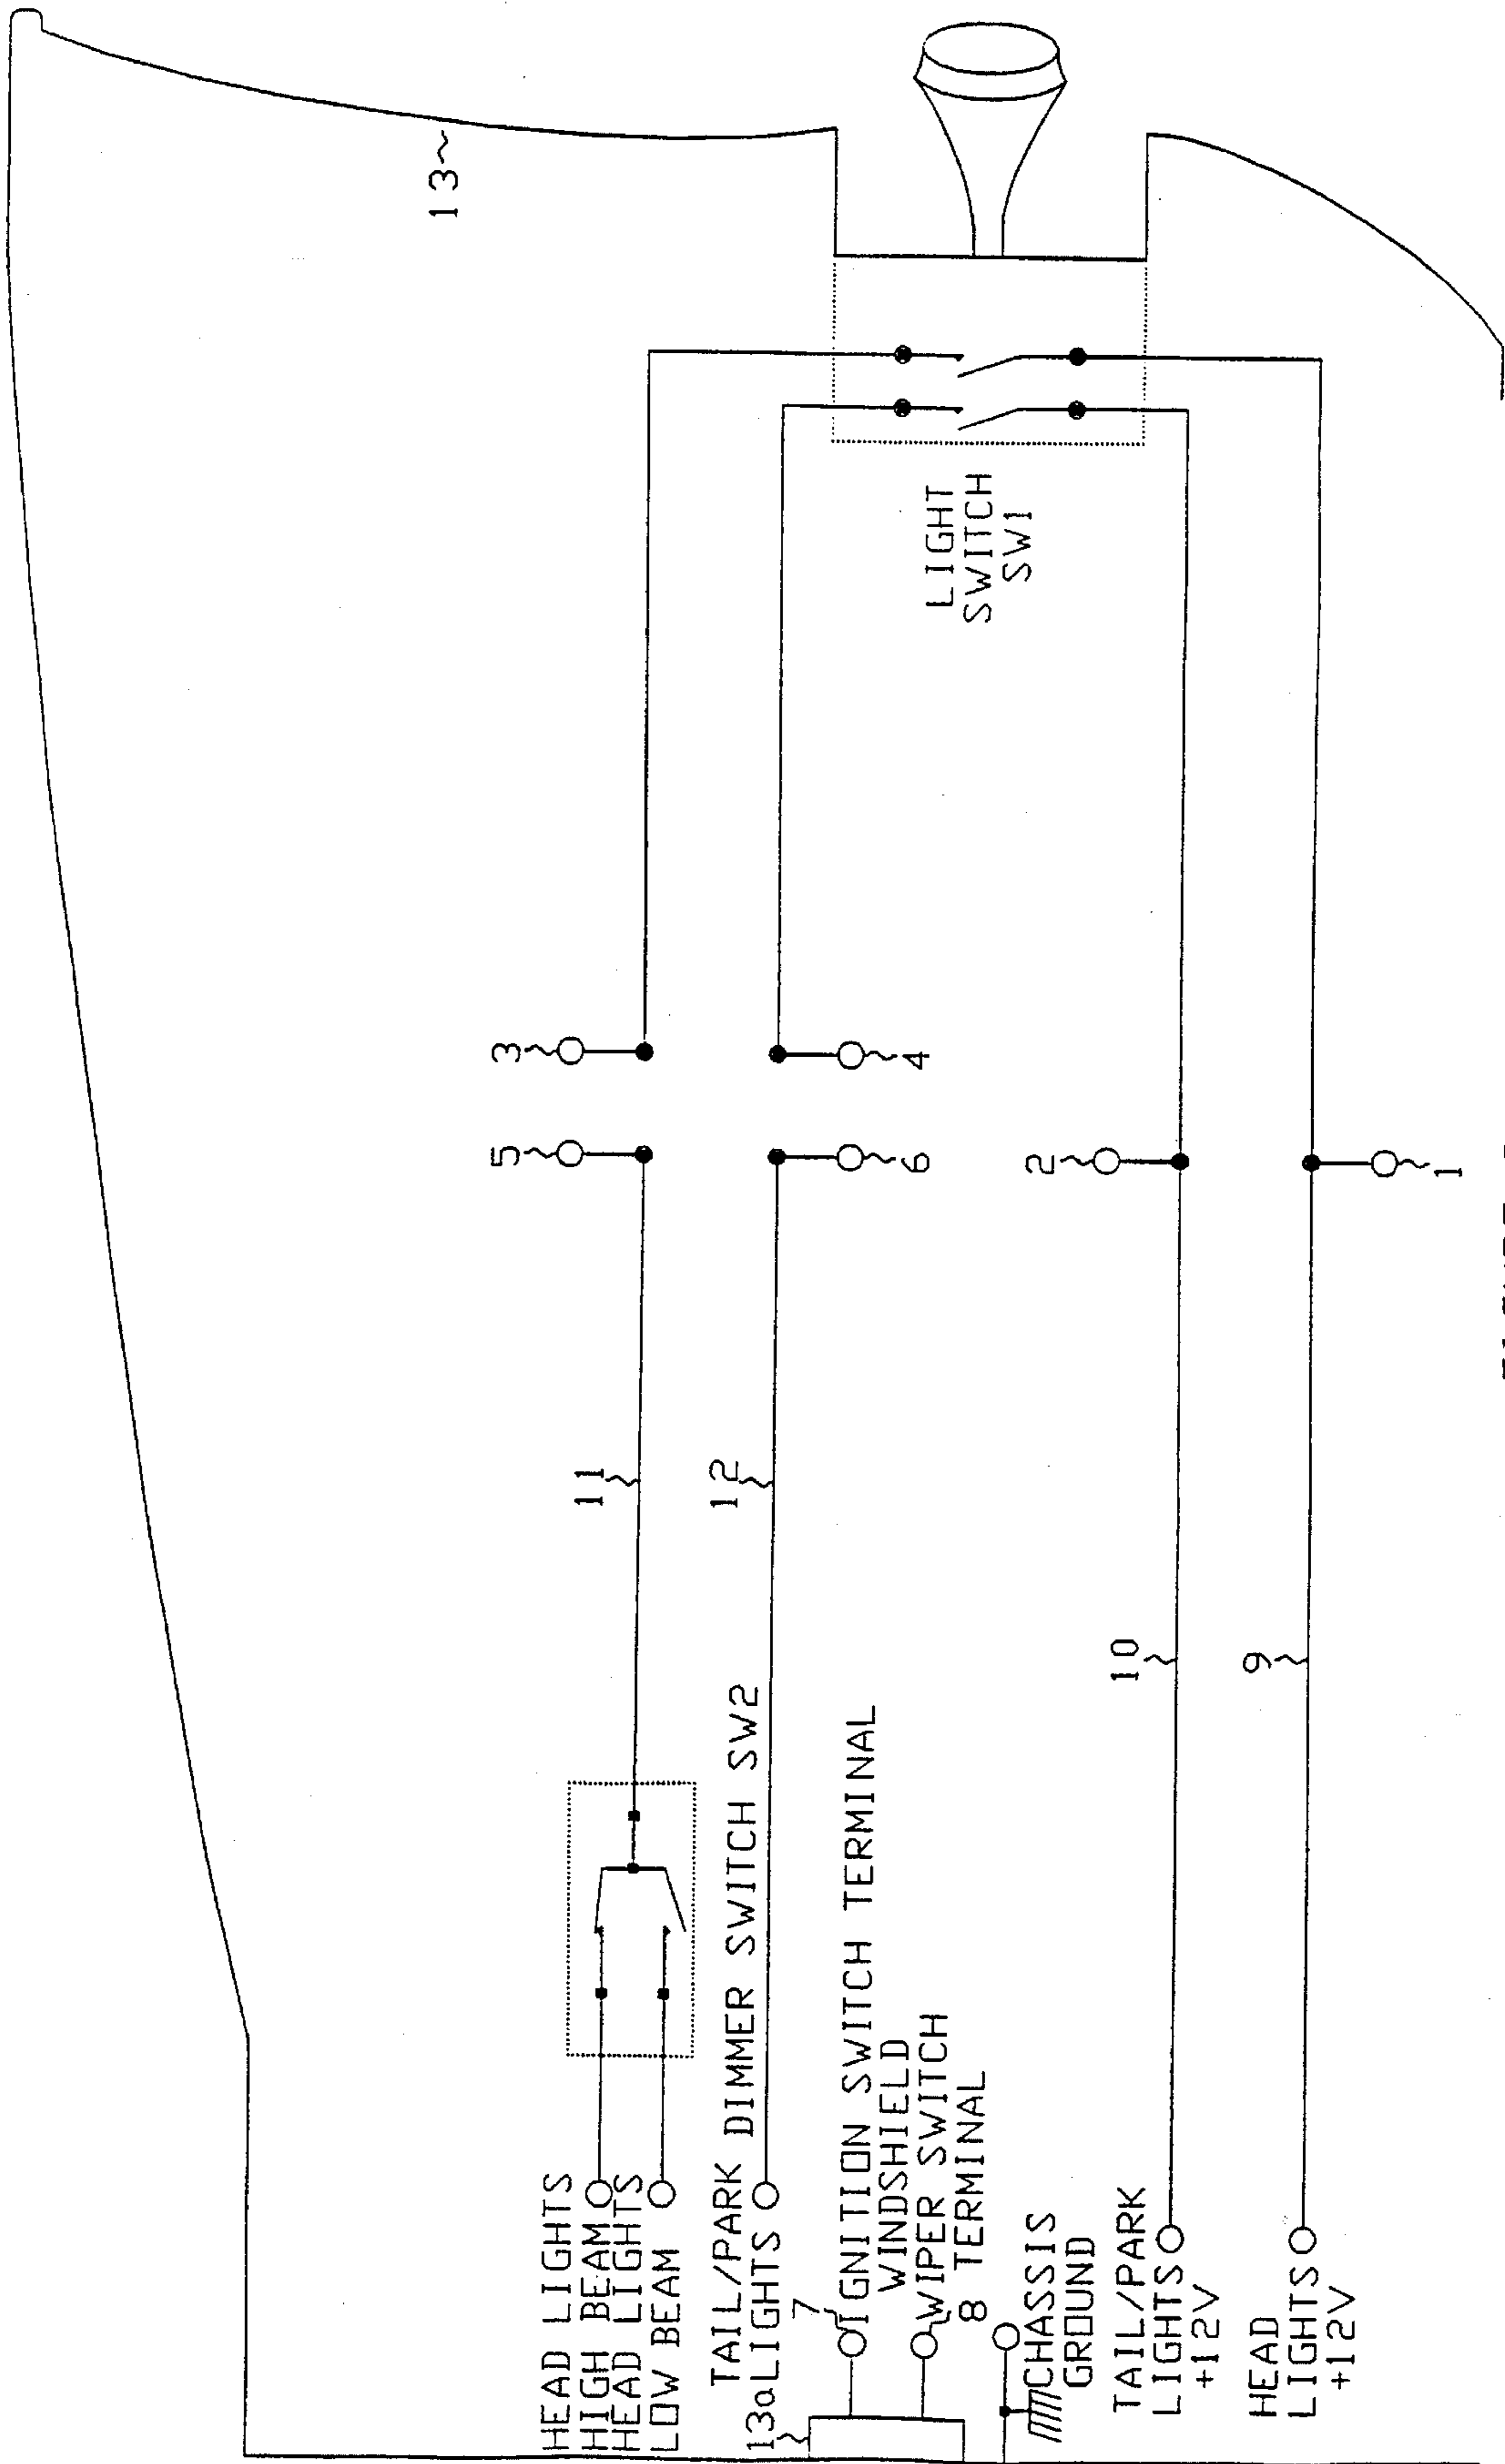 13
HEAD LIGHTS
HIGH BEAM
HEAD LIGHTS
LOW BEAM
11
5
3
TAIL/PARK
LIGHTS
DIMMER SWITCH SW2
12
6
4
13a
7
IGNITION SWITCH TERMINAL
WINDSHIELD
WIPER SWITCH
8 TERMINAL
LIGHT
SWITCH
SW1
CHASSIS
GROUND
TAIL/PARK
LIGHTS
+12V
10
2
HEAD
LIGHTS
+12V
9
1